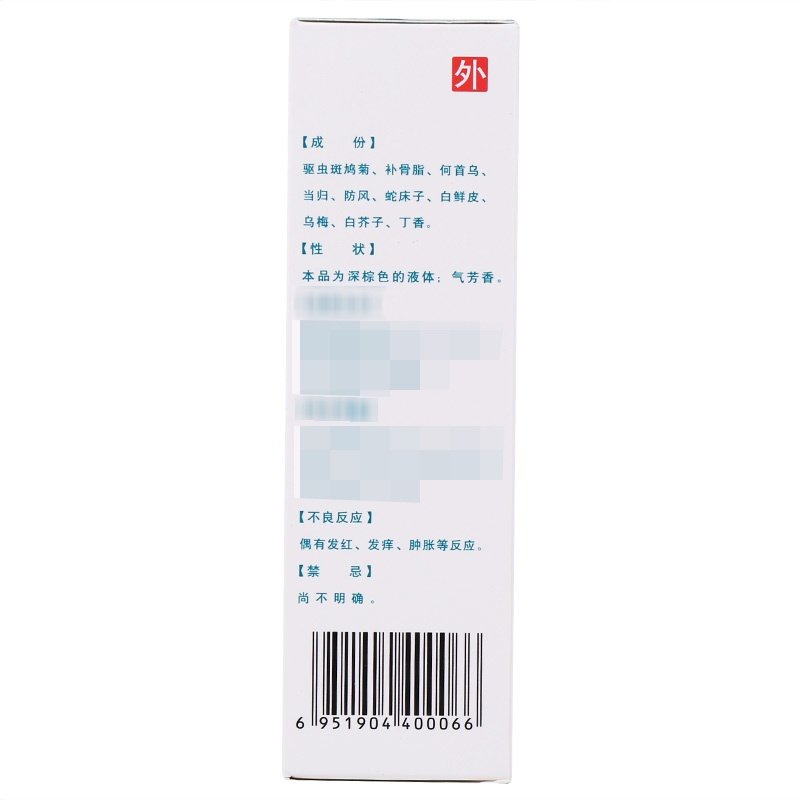 外
【成 份】
驱虫斑鸠菊、补骨脂、何首乌、
当归、防风、蛇床子、白鲜皮、
乌梅、白芥子、丁香。
【性 状】
本品为深棕色的液体；气芳香。
【不良反应】
偶有发红、发痒、肿胀等反应。
【禁 忌】
尚不明确。
6 951904 400066